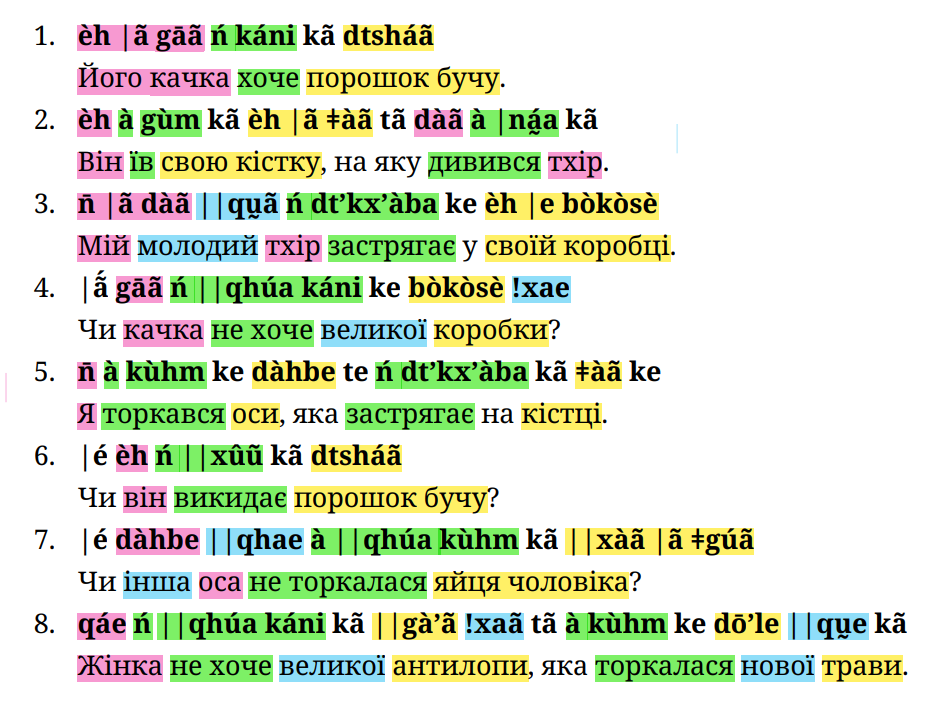 1. èh |ã gāã ń káni kã dtsháã
Його качка хоче порошок бучу.
2. èh à gùm kã èh |ã ǂàã tã dàã à |ná̰a kã
Він їв свою кістку, на яку дивився тхір.
3. n̄ |ã dàã ||qṵã ń dt’kx’àba ke èh |e bòkòsè
Мій молодий тхір застрягає у своїй коробці.
4. |ã́ gāã ń ||qhúa káni ke bòkòsè !xae
Чи качка не хоче великої коробки?
5. n̄ à kùhm ke dàhbe te ń dt’kx’àba kã ǂàã ke
Я торкався оси, яка застрягає на кістці.
6. |é èh ń ||xûũ kã dtsháã
Чи він викидає порошок бучу?
7. |é dàhbe ||qhae à ||qhúa kùhm kã ||xàã |ã ǂgúã
Чи інша оса не торкалася яйця чоловіка?
8. qáe ń ||qhúa káni kã ||gà’ã !xaã tã à kùhm ke dō’le ||qṵe kã
Жінка не хоче великої антилопи, яка торкалася нової трави.